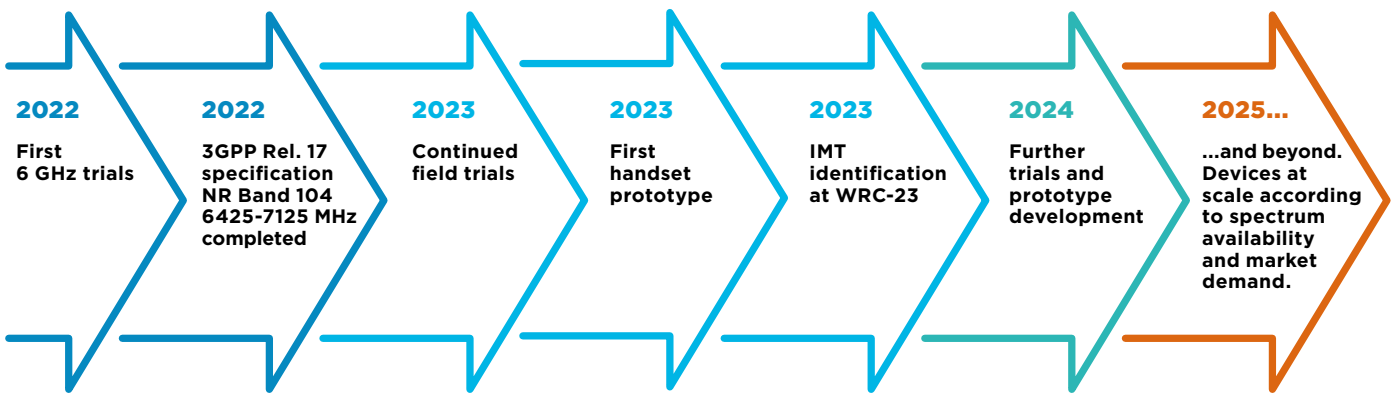 2022
First
6 GHz trials
2022
3GPP Rel. 17
specification
NR Band 104
6425-7125 MHz
completed
2023
Continued
field trials
2023
First
handset
prototype
2023
IMT
identification
at WRC-23
2024
Further
trials and
prototype
development
2025...
...and beyond.
Devices at
scale according
to spectrum
availability
and market
demand.